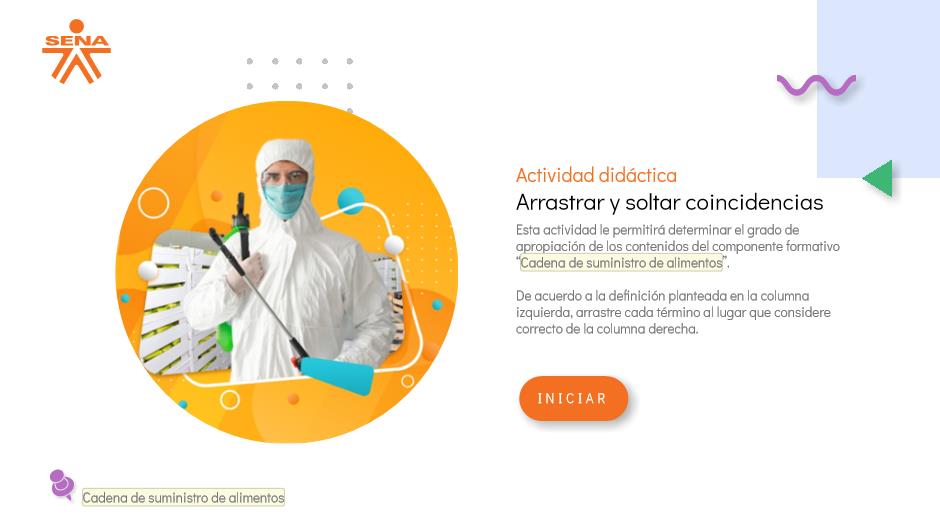 SENA
Actividad didáctica
Arrastrar y soltar coincidencias
Esta actividad le permitirá determinar el grado de
apropiación de los contenidos del componente formativo
“Cadena de suministro de alimentos”.
De acuerdo a la definición planteada en la columna
izquierda, arrastre cada término al lugar que considere
correcto de la columna derecha.
INICIAR
Cadena de suministro de alimentos